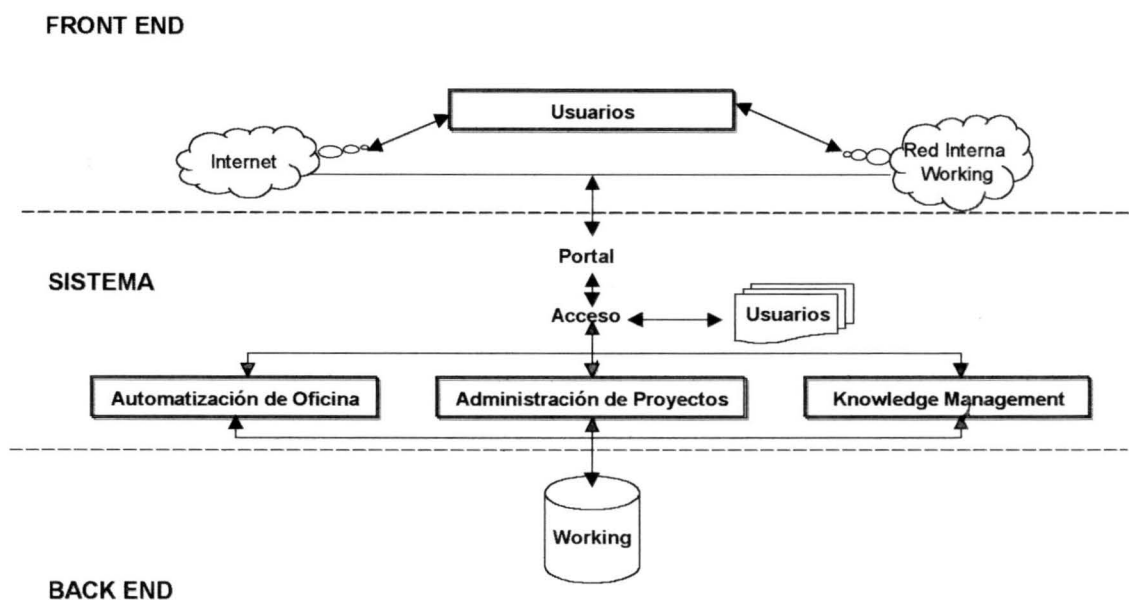 FRONT END
Usuarios
Internet
Red Interna
Working
Portal
SISTEMA
Acceso
Usuarios
Automatización de Oficina
Administración de Proyectos
Knowledge Management
Working
BACK END